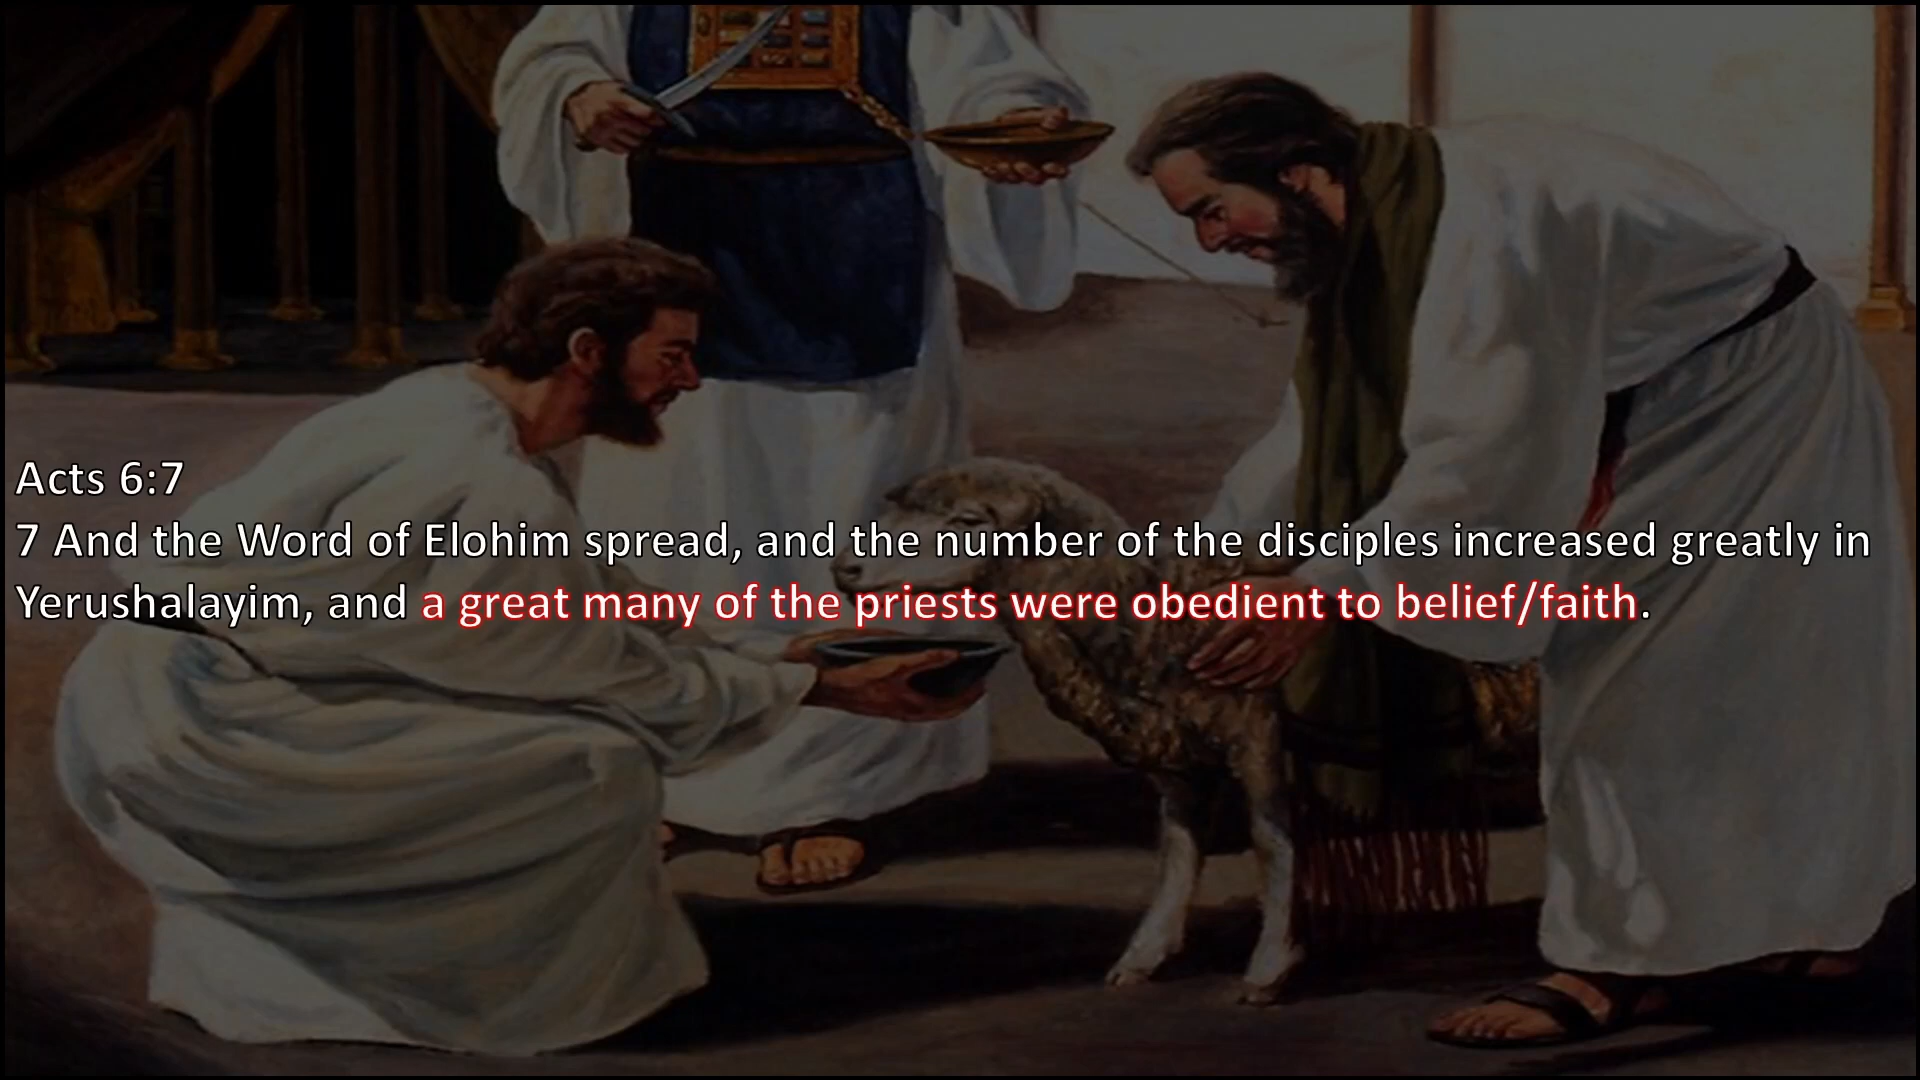 Acts 6:7
7 And the Word of Elohim spread, and the number of the disciples increased greatly in
Yerushalayim, and a great many of the priests were obedient to belief/faith.